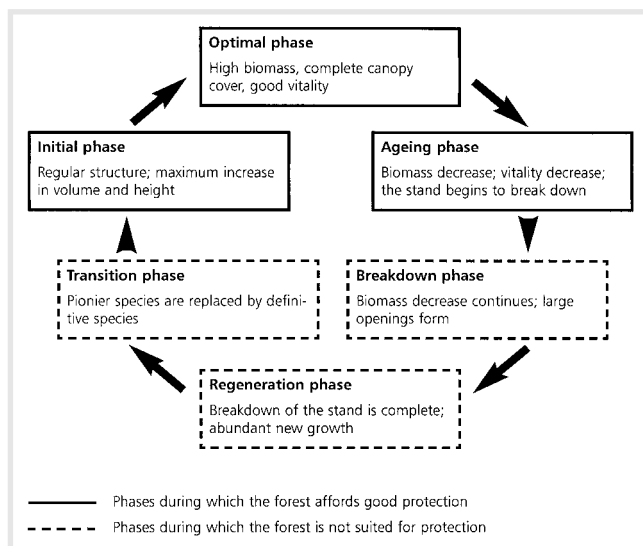 Optimal phase
High biomass, complete canopy
cover, good vitality
Initial phase
Regular structure; maximum increase
in volume and height
Ageing phase
Biomass decrease; vitality decrease;
the stand begins to break down
Transition phase
Pionier species are replaced by defini-
tive species
Breakdown phase
Biomass decrease continues; large
openings form
Regeneration phase
Breakdown of the stand is complete;
abundant new growth
Phases during which the forest affords good protection
Phases during which the forest is not suited for protection